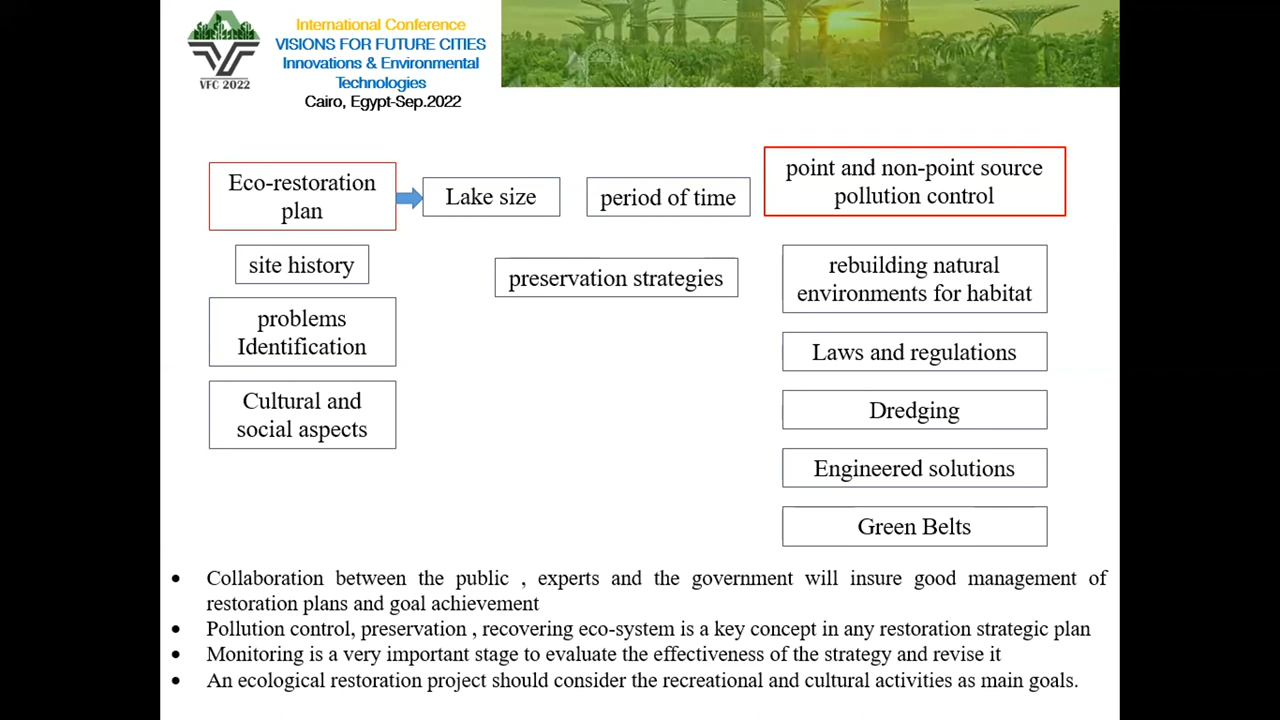 VFC 2022
International Conference
VISIONS FOR FUTURE CITIES
Innovations & Environmental
Technologies
Cairo, Egypt-Sep.2022
Eco-restoration
plan
Lake size
period of time
point and non-point source
pollution control
site history
preservation strategies
rebuilding natural
environments for habitat
problems
Identification
Laws and regulations
Cultural and
social aspects
Dredging
Engineered solutions
Green Belts
• Collaboration between the public , experts and the government will insure good management of
restoration plans and goal achievement
• Pollution control, preservation , recovering eco-system is a key concept in any restoration strategic plan
• Monitoring is a very important stage to evaluate the effectiveness of the strategy and revise it
• An ecological restoration project should consider the recreational and cultural activities as main goals.